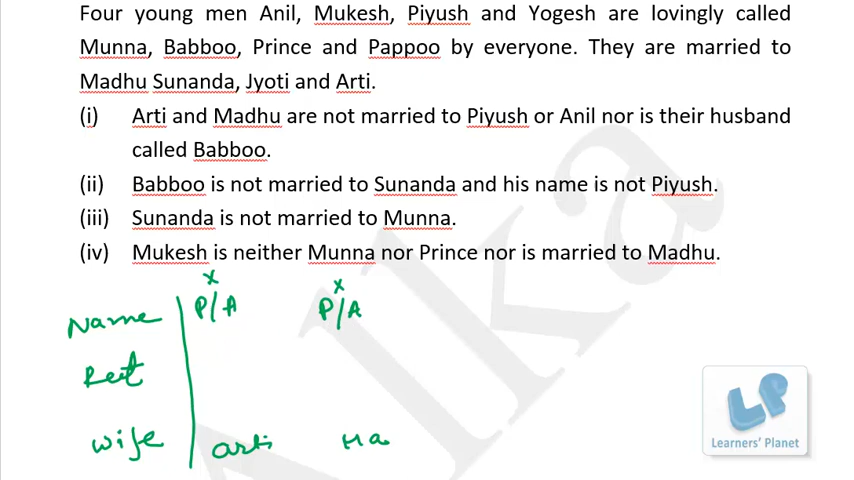 Four young men Anil, Mukesh, Piyush and Yogesh are lovingly called
Munna, Babboo, Prince and Pappoo by everyone. They are married to
Madhu Sunanda, Jyoti and Arti.
(i) Arti and Madhu are not married to Piyush or Anil nor is their husband
called Babboo.
(ii) Babboo is not married to Sunanda and his name is not Piyush.
(iii) Sunanda is not married to Munna.
(iv) Mukesh is neither Munna nor Prince nor is married to Madhu.
x x
Name P/A P/A
Pet
wife arti Ma
LP
Learners' Planet
Alka